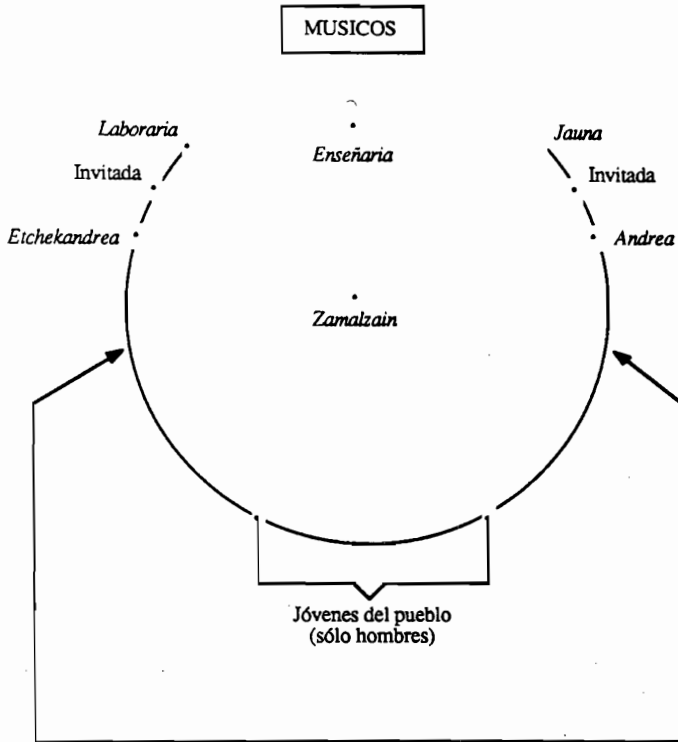 MUSICOS
Laboraria
Enseñaria
Jauna
Invitada
Invitada
Etchekandrea
Andrea
Zamalzain
Jóvenes del pueblo
(sólo hombres)